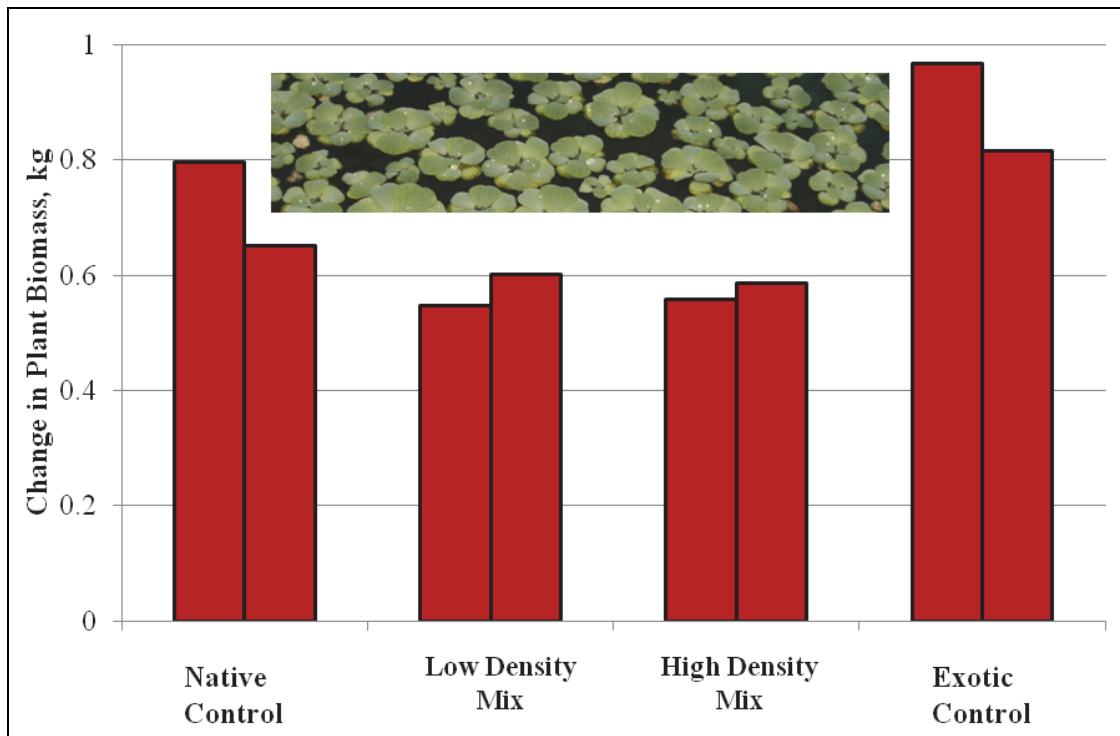 Change in Plant Biomass, kg
1
0.8
0.6
0.4
0.2
0
Native
Control
Low Density
Mix
High Density
Mix
Exotic
Control